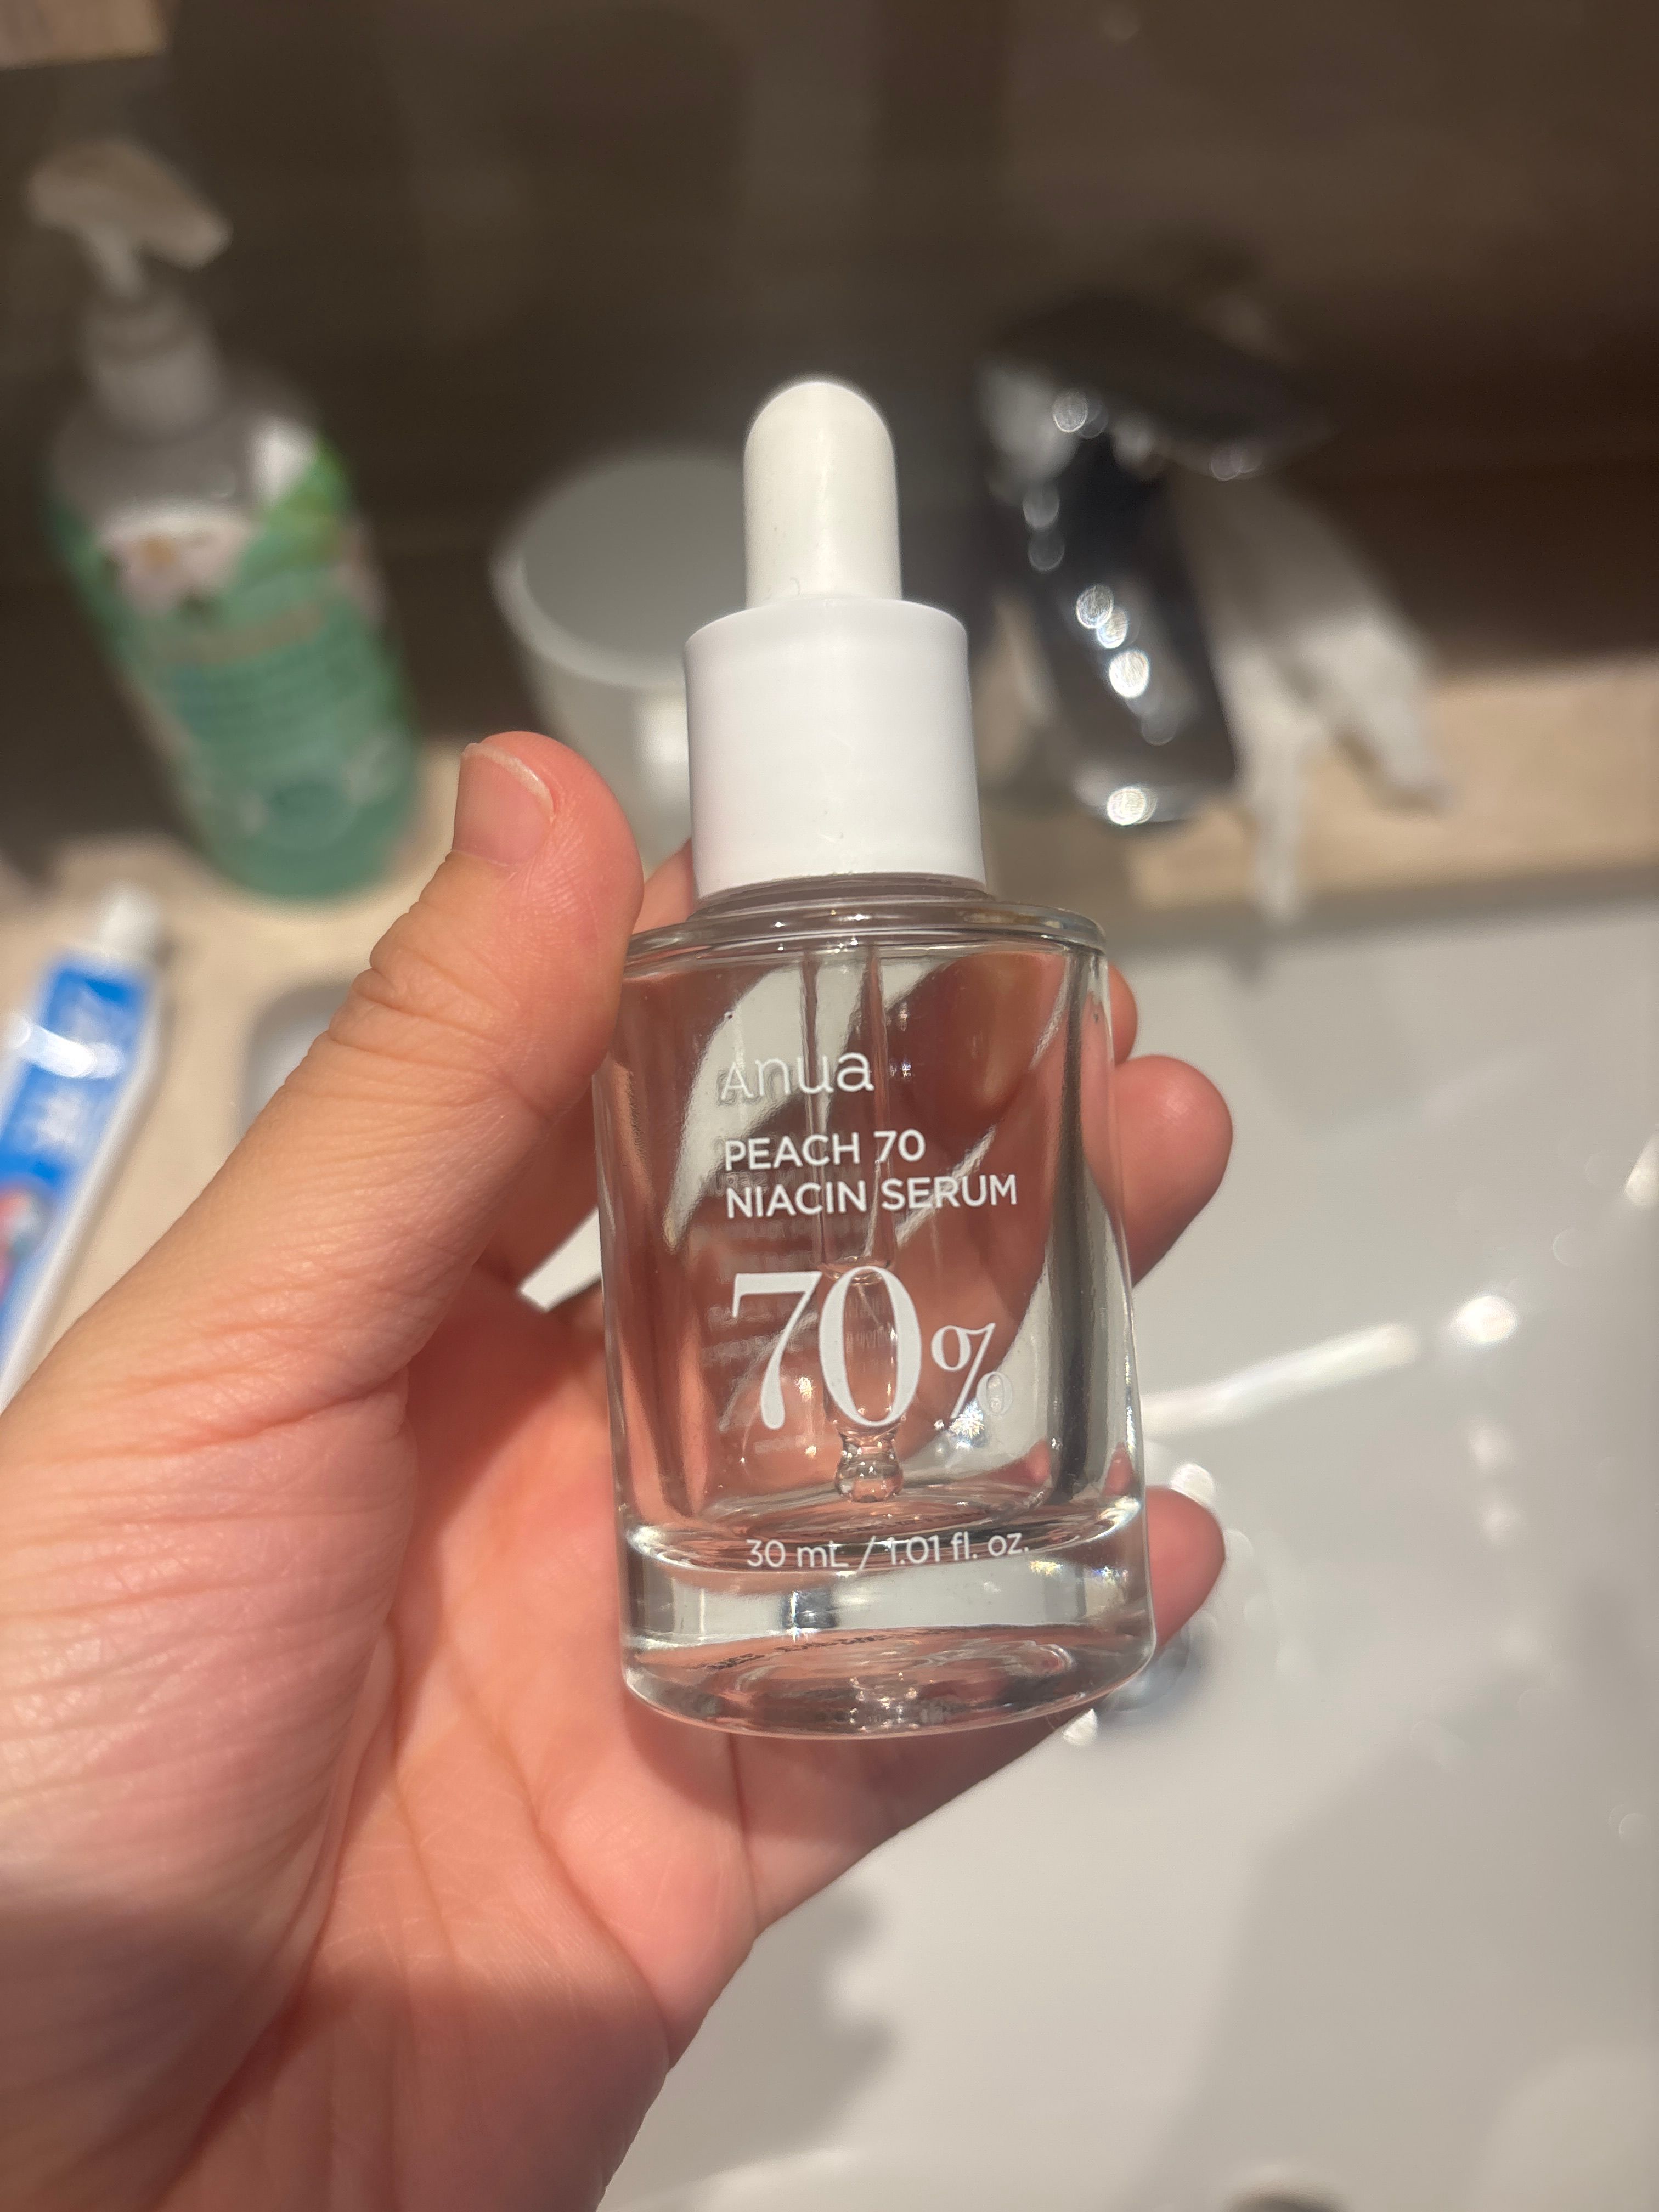 Anua
PEACH 70
NIACIN SERUM
70%
30 mL / 1.01 fl. oz.